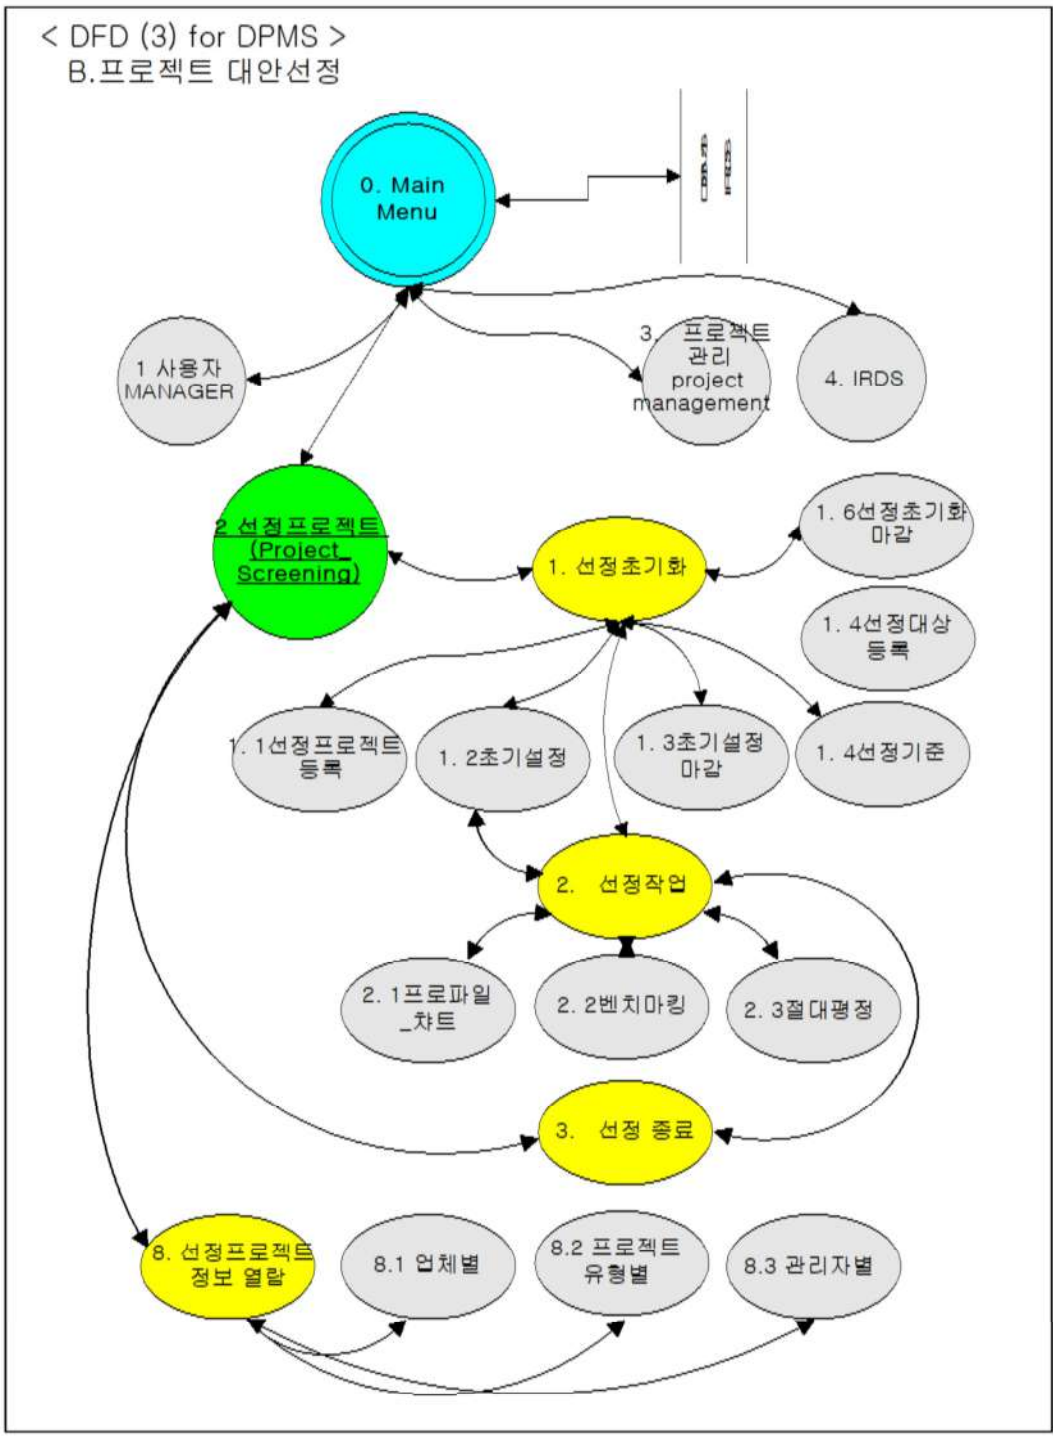 < DFD (3) for DPMS >
B.프로젝트 대안선정
0. Main
Menu
1 사용자
MANAGER
3. 프로젝트
관리
project
management
4. IRDS
2 선정프로젝트
(Project_
Screening)
1. 선정초기화
1. 6선정초기화
마감
1. 4선정대상
등록
1. 1선정프로젝트
등록
1. 2초기설정
1. 3초기설정
마감
1. 4선정기준
2. 선정작업
2. 1프로파일
_챠트
2. 2벤치마킹
2. 3절대평정
3. 선정 종료
8. 선정프로젝트
정보 열람
8.1 업체별
8.2 프로젝트
유형별
8.3 관리자별